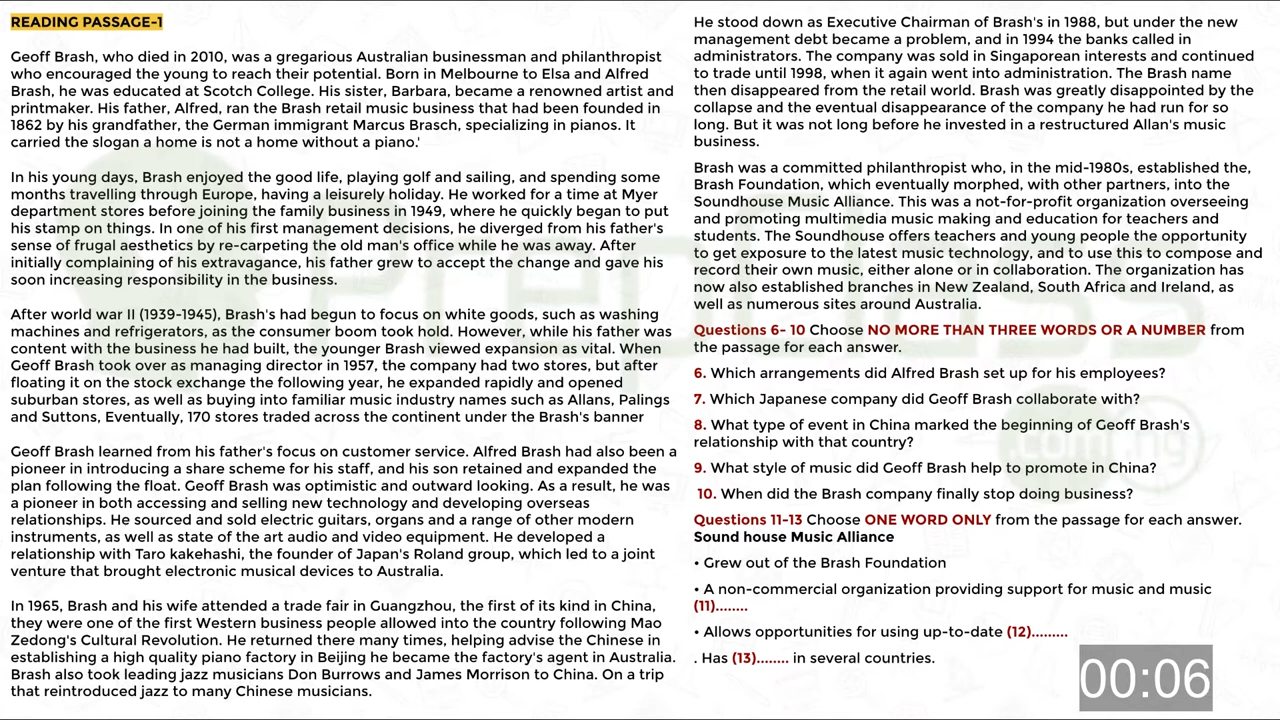 READING PASSAGE-1
Geoff Brash, who died in 2010, was a gregarious Australian businessman and philanthropist
who encouraged the young to reach their potential. Born in Melbourne to Elsa and Alfred
Brash, he was educated at Scotch College. His sister, Barbara, became a renowned artist and
printmaker. His father, Alfred, ran the Brash retail music business that had been founded in
1862 by his grandfather, the German immigrant Marcus Brasch, specializing in pianos. It
carried the slogan a home is not a home without a piano.'
In his young days, Brash enjoyed the good life, playing golf and sailing, and spending some
months travelling through Europe, having a leisurely holiday. He worked for a time at Myer
department stores before joining the family business in 1949, where he quickly began to put
his stamp on things. In one of his first management decisions, he diverged from his father's
sense of frugal aesthetics by re-carpeting the old man's office while he was away. After
initially complaining of his extravagance, his father grew to accept the change and gave his
soon increasing responsibility in the business.
After world war II (1939-1945), Brash's had begun to focus on white goods, such as washing
machines and refrigerators, as the consumer boom took hold. However, while his father was
content with the business he had built, the younger Brash viewed expansion as vital. When
Geoff Brash took over as managing director in 1957, the company had two stores, but after
floating it on the stock exchange the following year, he expanded rapidly and opened
suburban stores, as well as buying into familiar music industry names such as Allans, Palings
and Suttons, Eventually, 170 stores traded across the continent under the Brash's banner
Geoff Brash learned from his father's focus on customer service. Alfred Brash had also been a
pioneer in introducing a share scheme for his staff, and his son retained and expanded the
plan following the float. Geoff Brash was optimistic and outward looking. As a result, he was
a pioneer in both accessing and selling new technology and developing overseas
relationships. He sourced and sold electric guitars, organs and a range of other modern
instruments, as well as state of the art audio and video equipment. He developed a
relationship with Taro kakehashi, the founder of Japan's Roland group, which led to a joint
venture that brought electronic musical devices to Australia.
In 1965, Brash and his wife attended a trade fair in Guangzhou, the first of its kind in China,
they were one of the first Western business people allowed into the country following Mao
Zedong's Cultural Revolution. He returned there many times, helping advise the Chinese in
establishing a high quality piano factory in Beijing he became the factory's agent in Australia.
Brash also took leading jazz musicians Don Burrows and James Morrison to China. On a trip
that reintroduced jazz to many Chinese musicians.
He stood down as Executive Chairman of Brash's in 1988, but under the new
management debt became a problem, and in 1994 the banks called in
administrators. The company was sold in Singaporean interests and continued
to trade until 1998, when it again went into administration. The Brash name
then disappeared from the retail world. Brash was greatly disappointed by the
collapse and the eventual disappearance of the company he had run for so
long. But it was not long before he invested in a restructured Allan's music
business.
Brash was a committed philanthropist who, in the mid-1980s, established the,
Brash Foundation, which eventually morphed, with other partners, into the
Soundhouse Music Alliance. This was a not-for-profit organization overseeing
and promoting multimedia music making and education for teachers and
students. The Soundhouse offers teachers and young people the opportunity
to get exposure to the latest music technology, and to use this to compose and
record their own music, either alone or in collaboration. The organization has
now also established branches in New Zealand, South Africa and Ireland, as
well as numerous sites around Australia.
Questions 6- 10 Choose NO MORE THAN THREE WORDS OR A NUMBER from
the passage for each answer.
6. Which arrangements did Alfred Brash set up for his employees?
7. Which Japanese company did Geoff Brash collaborate with?
8. What type of event in China marked the beginning of Geoff Brash's
relationship with that country?
9. What style of music did Geoff Brash help to promote in China?
10. When did the Brash company finally stop doing business?
Questions 11-13 Choose ONE WORD ONLY from the passage for each answer.
Sound house Music Alliance
• Grew out of the Brash Foundation
• A non-commercial organization providing support for music and music
(11)........
• Allows opportunities for using up-to-date (12).........
. Has (13)........ in several countries.
00:06